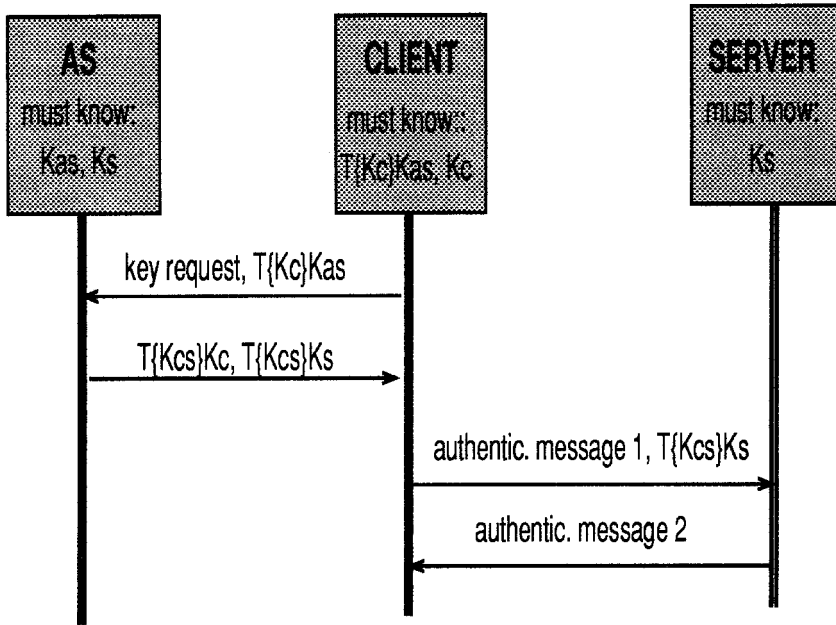 AS
must know:
Kas, Ks
CLIENT
must know::
T{Kc}Kas, Kc
SERVER
must know:
Ks
key request, T{Kc}Kas
T{Kcs}Kc, T{Kcs}Ks
authentic. message 1, T{Kcs}Ks
authentic. message 2